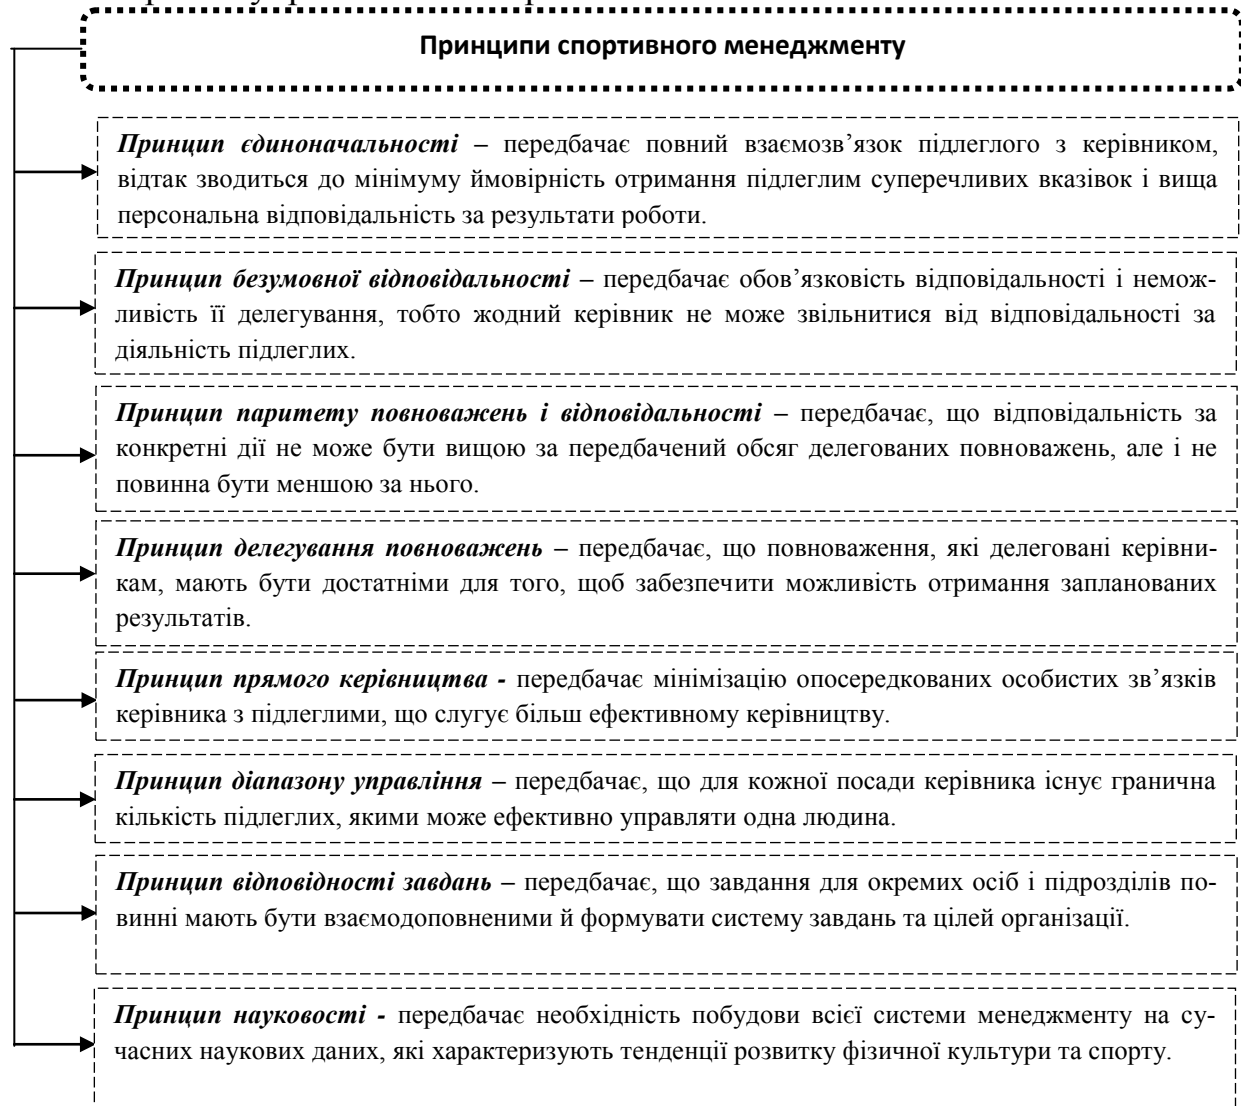 Принципи спортивного менеджменту
Принцип єдиноначальності – передбачає повний взаємозв’язок підлеглого з керівником,
відтак зводиться до мінімуму ймовірність отримання підлеглим суперечливих вказівок і вища
персональна відповідальність за результати роботи.
Принцип безумовної відповідальності – передбачає обов’язковість відповідальності і немож-
ливість її делегування, тобто жодний керівник не може звільнитися від відповідальності за
діяльність підлеглих.
Принцип паритету повноважень і відповідальності – передбачає, що відповідальність за
конкретні дії не може бути вищою за передбачений обсяг делегованих повноважень, але і не
повинна бути меншою за нього.
Принцип делегування повноважень – передбачає, що повноваження, які делеговані керівни-
кам, мають бути достатніми для того, щоб забезпечити можливість отримання запланованих
результатів.
Принцип прямого керівництва - передбачає мінімізацію опосередкованих особистих зв’язків
керівника з підлеглими, що слугує більш ефективному керівництву.
Принцип діапазону управління – передбачає, що для кожної посади керівника існує гранична
кількість підлеглих, якими може ефективно управляти одна людина.
Принцип відповідності завдань – передбачає, що завдання для окремих осіб і підрозділів по-
винні мають бути взаємодоповненими й формувати систему завдань та цілей організації.
Принцип науковості - передбачає необхідність побудови всієї системи менеджменту на су-
часних наукових даних, які характеризують тенденції розвитку фізичної культури та спорту.